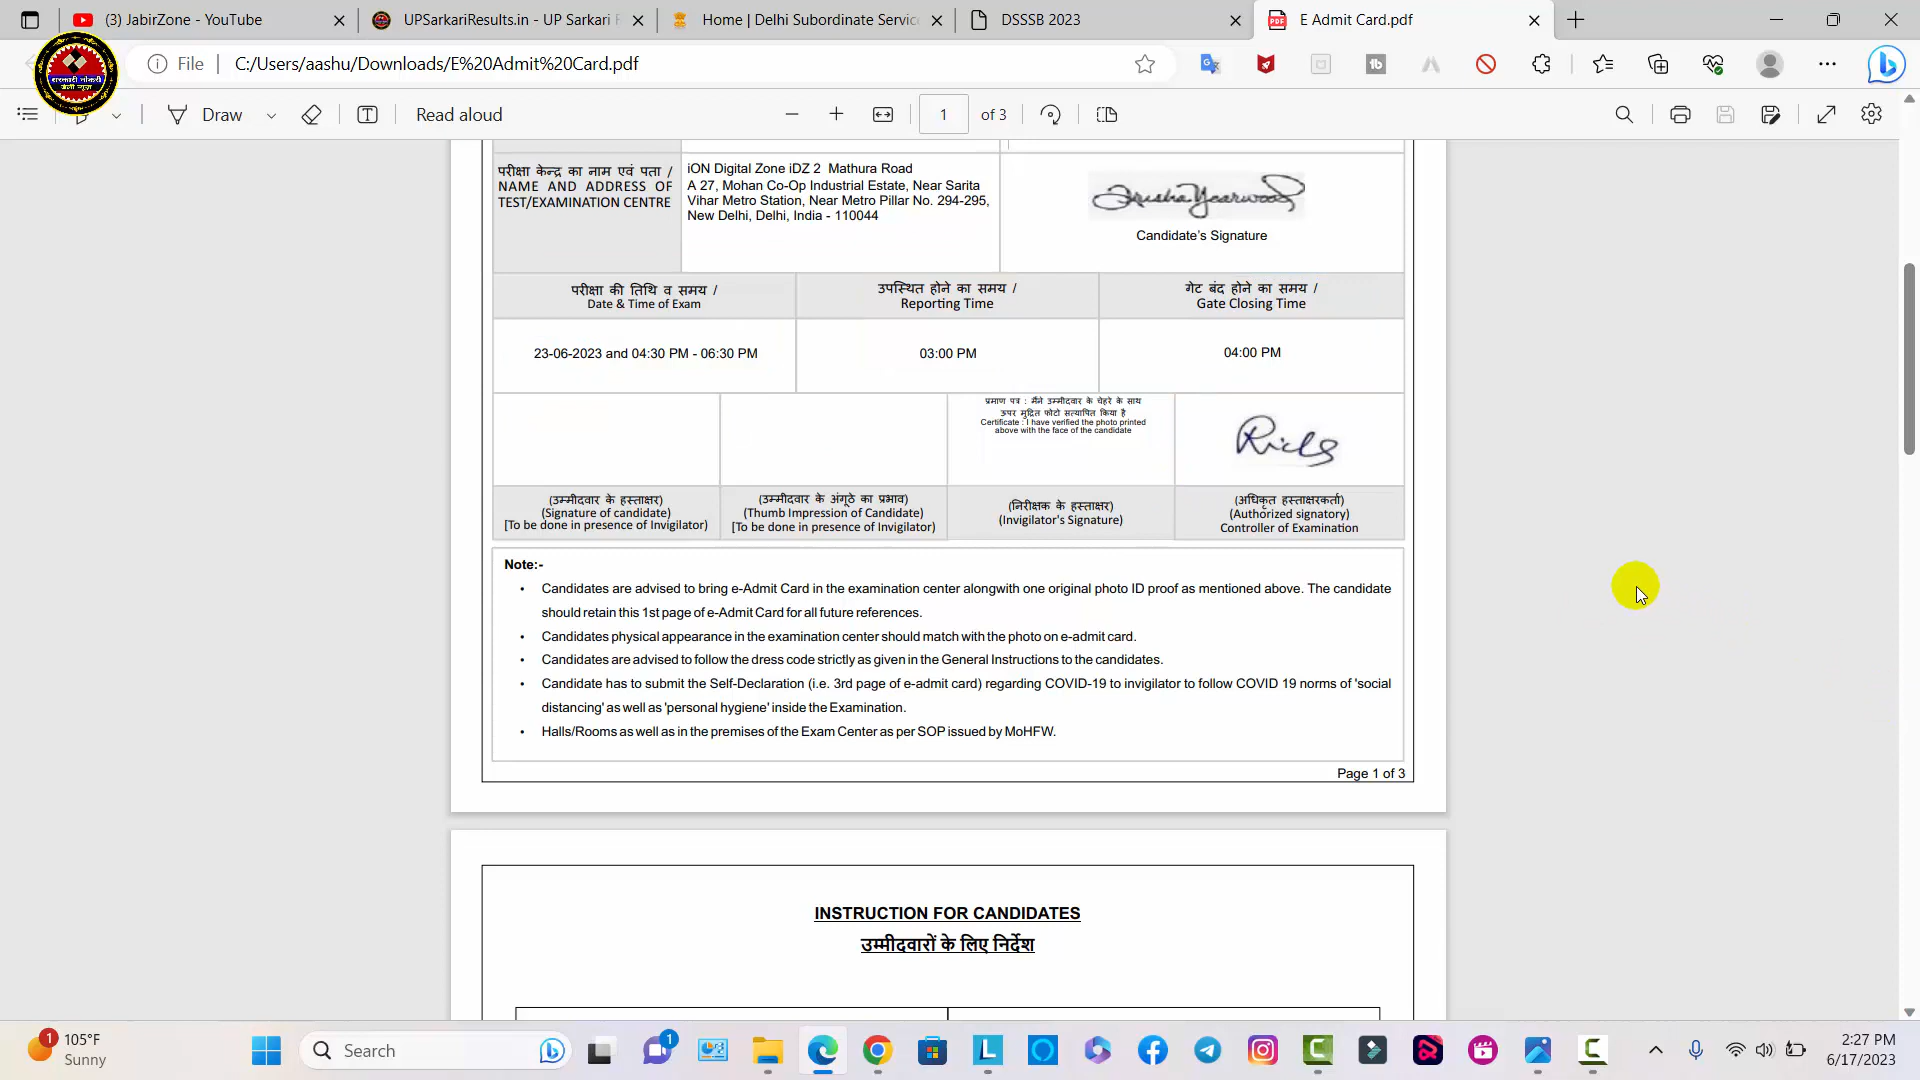 (3) JabirZone - YouTube
UPSarkariResults.in - UP Sarkari
Home | Delhi Subordinate Servic
DSSSB 2023
E Admit Card.pdf
सरकारी नौकरी
File
C:/Users/aashu/Downloads/E%20Admit%20Card.pdf
Draw
Read aloud
1
of 3
परीक्षा केन्द्र का नाम एवं पता /
NAME AND ADDRESS OF
TEST/EXAMINATION CENTRE
iON Digital Zone iDZ 2 Mathura Road
A 27, Mohan Co-Op Industrial Estate, Near Sarita
Vihar Metro Station, Near Metro Pillar No. 294-295,
New Delhi, Delhi, India - 110044
Trisha Yearwood
Candidate's Signature
परीक्षा की तिथि व समय /
Date & Time of Exam
उपस्थित होने का समय /
Reporting Time
गेट बंद होने का समय /
Gate Closing Time
23-06-2023 and 04:30 PM - 06:30 PM
03:00 PM
04:00 PM
प्रमाण पत्र : मैंने उम्मीदवार के चेहरे के साथ
ऊपर मुद्रित फोटो सत्यापित किया है
Certificate : I have verified the photo printed
above with the face of the candidate
(उम्मीदवार के हस्ताक्षर)
(Signature of candidate)
[To be done in presence of Invigilator)
(उम्मीदवार के अंगूठे का प्रभाव)
(Thumb Impression of Candidate)
[To be done in presence of Invigilator)
(निरीक्षक के हस्ताक्षर)
(Invigilator's Signature)
(अधिकृत हस्ताक्षरकर्ता)
(Authorized signatory)
Controller of Examination
Note:-
• Candidates are advised to bring e-Admit Card in the examination center alongwith one original photo ID proof as mentioned above. The candidate
should retain this 1st page of e-Admit Card for all future references.
• Candidates physical appearance in the examination center should match with the photo on e-admit card.
• Candidates are advised to follow the dress code strictly as given in the General Instructions to the candidates.
• Candidate has to submit the Self-Declaration (i.e. 3rd page of e-admit card) regarding COVID-19 to invigilator to follow COVID 19 norms of 'social
distancing' as well as 'personal hygiene' inside the Examination.
• Halls/Rooms as well as in the premises of the Exam Center as per SOP issued by MoHFW.
Page 1 of 3
INSTRUCTION FOR CANDIDATES
उम्मीदवारों के लिए निर्देश
1
105°F
Sunny
Search
1
2:27 PM
6/17/2023